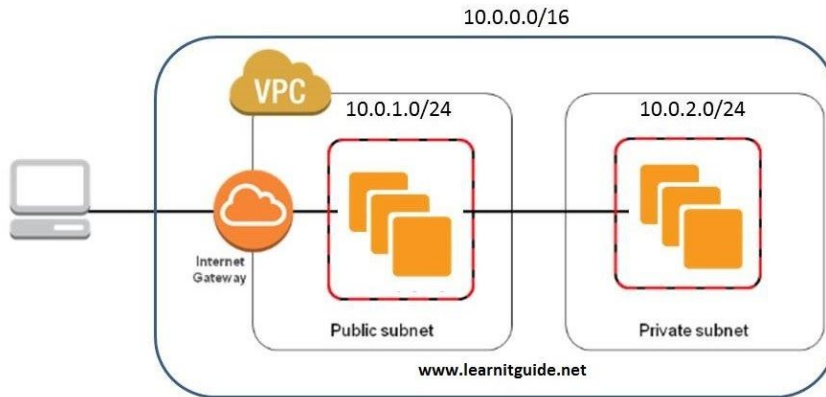 10.0.0.0/16
VPC
10.0.1.0/24
10.0.2.0/24
Internet
Gateway
Public subnet
Private subnet
www.learnitguide.net